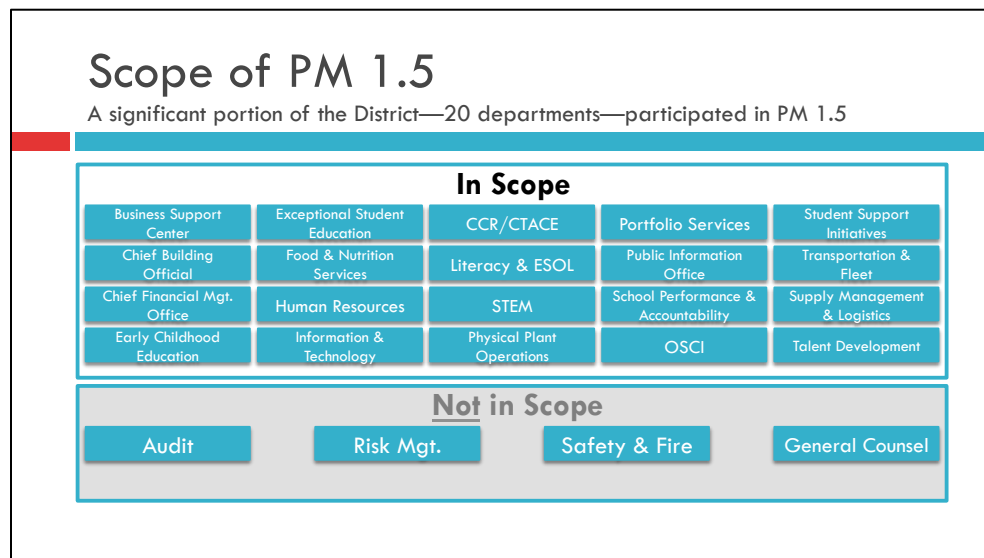 Scope of PM 1.5
A significant portion of the District—20 departments—participated in PM 1.5
In Scope
Business Support
Center
Exceptional Student
Education
CCR/CTACE
Portfolio Services
Student Support
Initiatives
Chief Building
Official
Food & Nutrition
Services
Literacy & ESOL
Public Information
Office
Transportation &
Fleet
Chief Financial Mgt.
Office
Human Resources
STEM
School Performance &
Accountability
Supply Management
& Logistics
Early Childhood
Education
Information &
Technology
Physical Plant
Operations
OSCI
Talent Development
Not in Scope
Audit
Risk Mgt.
Safety & Fire
General Counsel